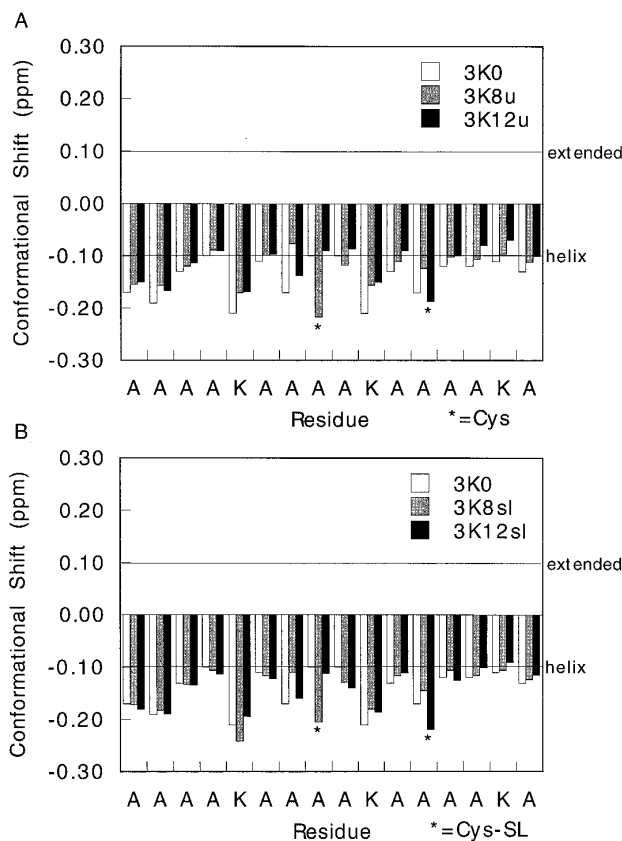 A
Conformational Shift (ppm)
0.30
0.20
0.10
0.00
-0.10
-0.20
-0.30
3K0
3K8u
3K12u
extended
helix
*
*
A A A A K A A A A K A A A A K A
Residue
*=Cys
B
Conformational Shift (ppm)
0.30
0.20
0.10
0.00
-0.10
-0.20
-0.30
3K0
3K8sl
3K12sl
extended
helix
*
*
A A A A K A A A A K A A A A K A
Residue
*=Cys-SL